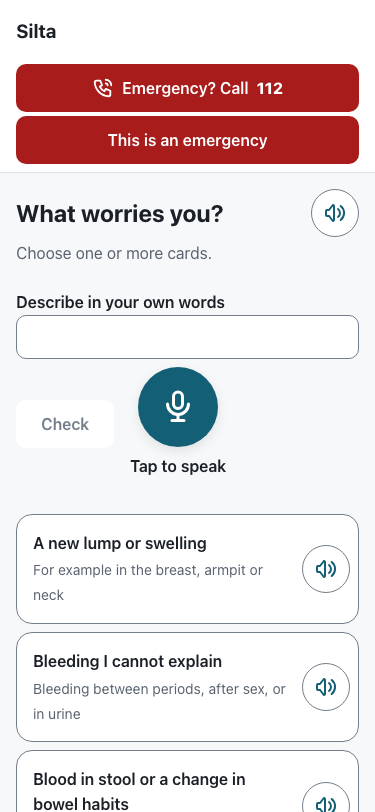 Silta
Emergency? Call 112
This is an emergency
What worries you?
Choose one or more cards.
Describe in your own words
Check
Tap to speak
A new lump or swelling
For example in the breast, armpit or
neck
Bleeding I cannot explain
Bleeding between periods, after sex, or
in urine
Blood in stool or a change in
bowel habits